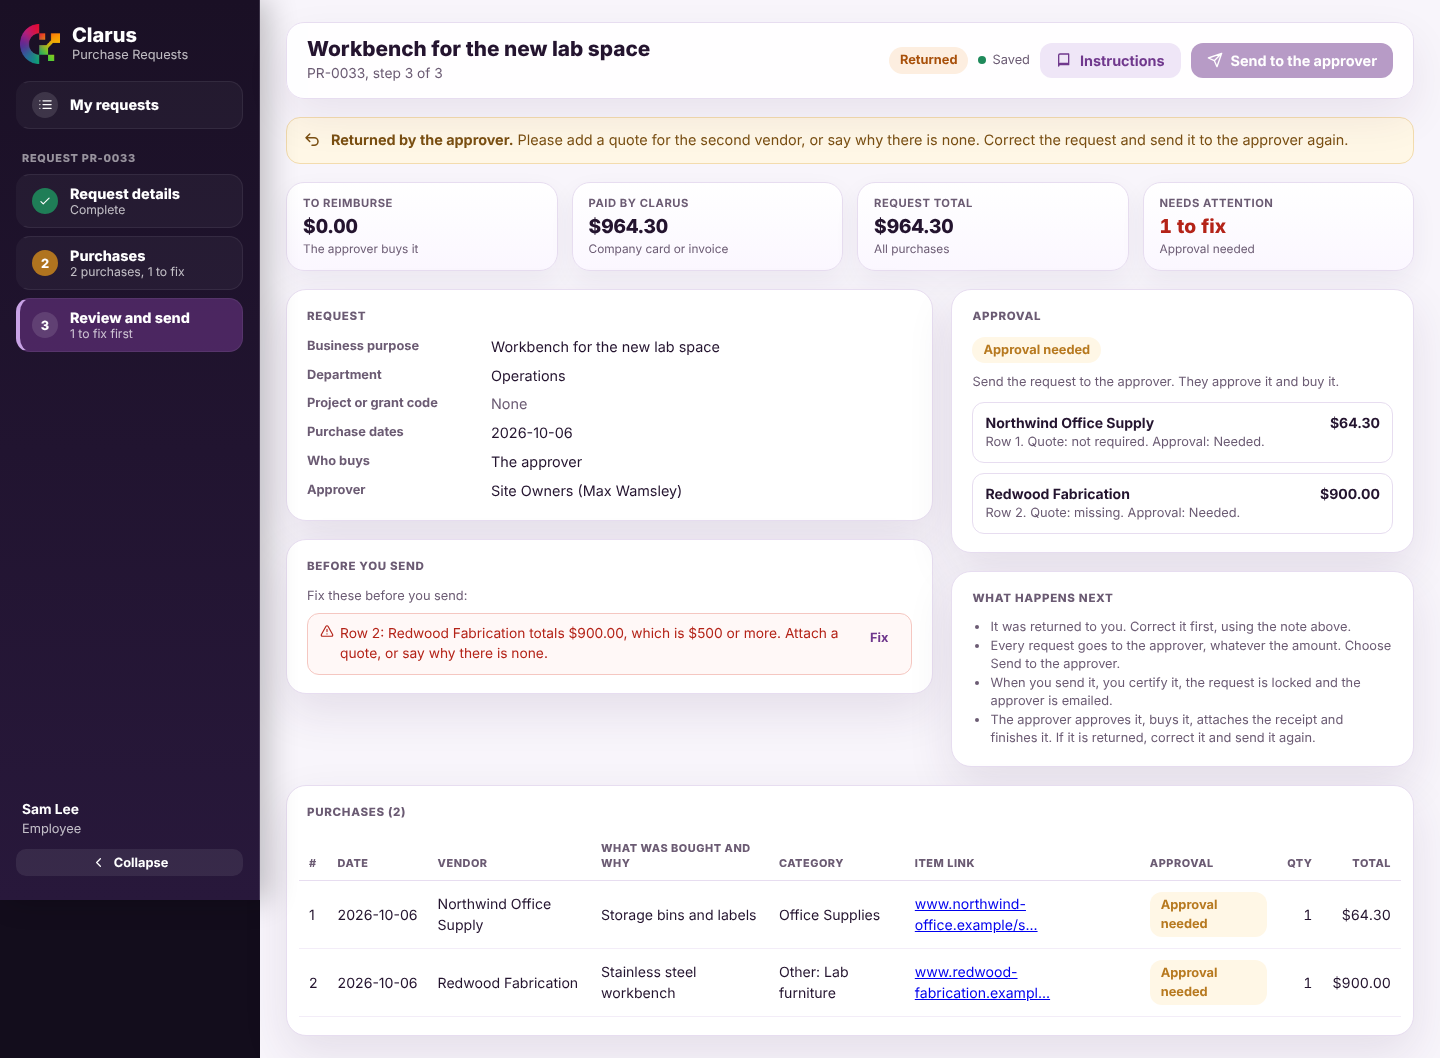 Clarus
Purchase Requests
My requests
REQUEST PR-0033
Request details
Complete
2
Purchases
2 purchases, 1 to fix
3
Review and send
1 to fix first
Sam Lee
Employee
Collapse
Workbench for the new lab space
PR-0033, step 3 of 3
Returned
Saved
Instructions
Send to the approver
Returned by the approver. Please add a quote for the second vendor, or say why there is none. Correct the request and send it to the approver again.
TO REIMBURSE
$0.00
The approver buys it
PAID BY CLARUS
$964.30
Company card or invoice
REQUEST TOTAL
$964.30
All purchases
NEEDS ATTENTION
1 to fix
Approval needed
REQUEST
Business purpose Workbench for the new lab space
Department Operations
Project or grant code None
Purchase dates 2026-10-06
Who buys The approver
Approver Site Owners (Max Wamsley)
BEFORE YOU SEND
Fix these before you send:
Row 2: Redwood Fabrication totals $900.00, which is $500 or more. Attach a
quote, or say why there is none.
Fix
APPROVAL
Approval needed
Send the request to the approver. They approve it and buy it.
Northwind Office Supply $64.30
Row 1. Quote: not required. Approval: Needed.
Redwood Fabrication $900.00
Row 2. Quote: missing. Approval: Needed.
WHAT HAPPENS NEXT
• It was returned to you. Correct it first, using the note above.
• Every request goes to the approver, whatever the amount. Choose
Send to the approver.
• When you send it, you certify it, the request is locked and the
approver is emailed.
• The approver approves it, buys it, attaches the receipt and
finishes it. If it is returned, correct it and send it again.
PURCHASES (2)
# DATE VENDOR WHAT WAS BOUGHT AND
WHY CATEGORY ITEM LINK APPROVAL QTY TOTAL
1 2026-10-06 Northwind Office
Supply Storage bins and labels Office Supplies www.northwind-
office.example/s... Approval
needed 1 $64.30
2 2026-10-06 Redwood Fabrication Stainless steel
workbench Other: Lab
furniture www.redwood-
fabrication.exampl... Approval
needed 1 $900.00